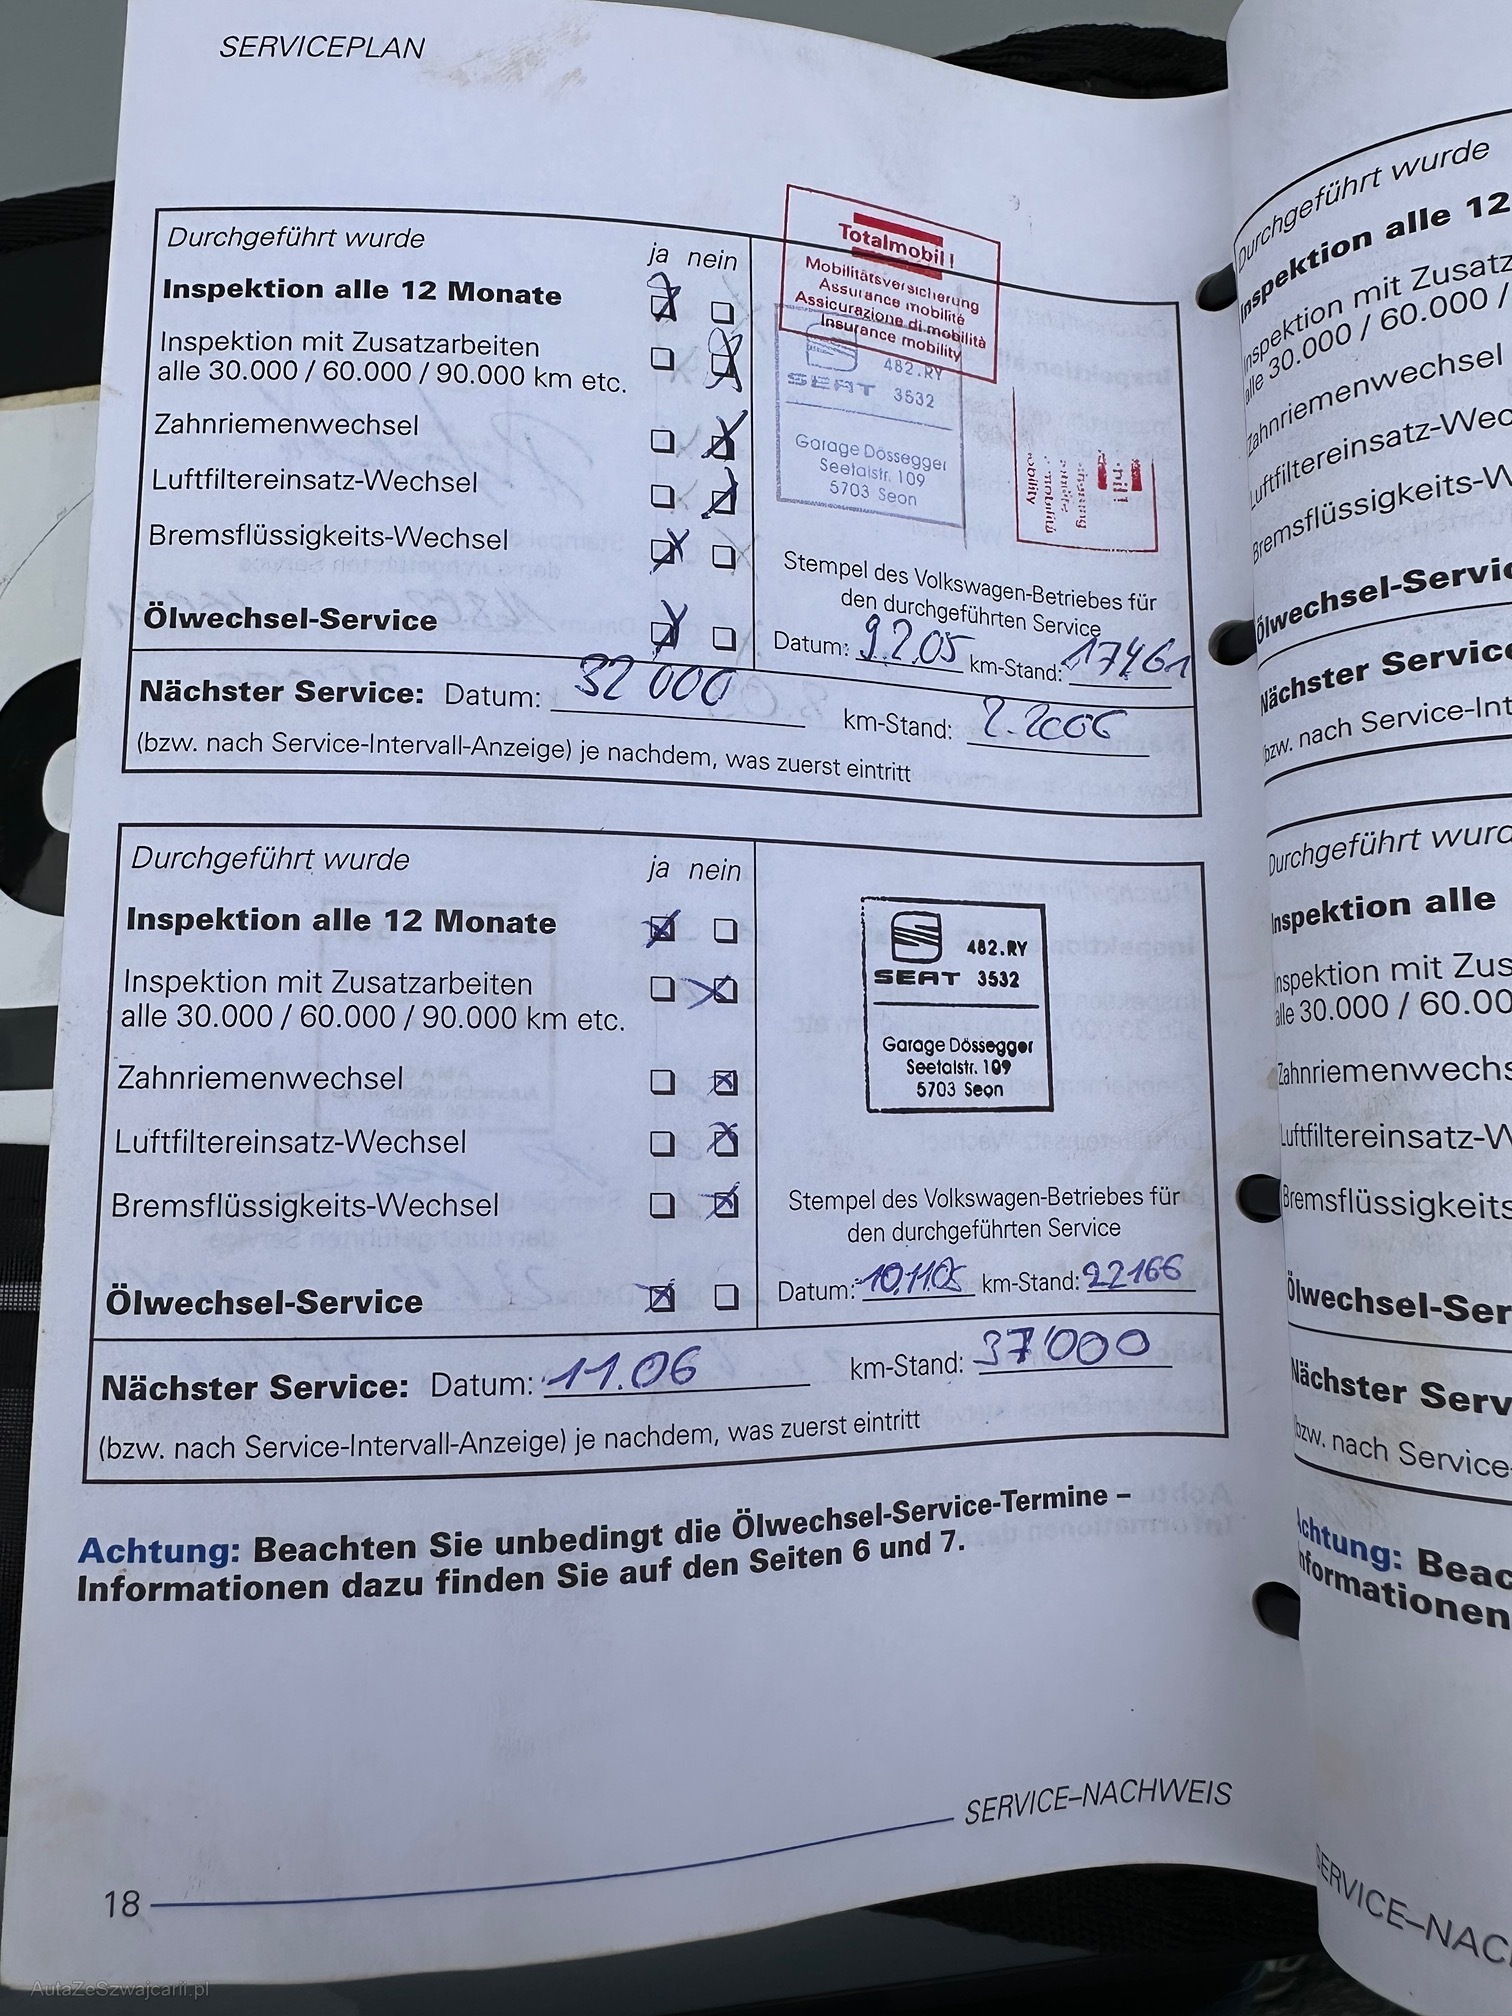 SERVICEPLAN
Durchgeführt wurde
ja nein
Inspektion alle 12 Monate
Inspektion mit Zusatzarbeiten
alle 30.000 / 60.000 / 90.000 km etc.
Zahnriemenwechsel
Luftfiltereinsatz-Wechsel
Bremsflüssigkeits-Wechsel
Ölwechsel-Service
Totalmobil !
Mobilitätsversicherung
Assurance mobilité
Assicurazione di mobilità
Insurance mobility
482.RY
SEAT 3532
Garage Dössegger
Seetalstr. 109
5703 Seon
Stempel des Volkswagen-Betriebes für
den durchgeführten Service
Datum: 9.2.05 km-Stand: 17461
Nächster Service: Datum: 32 000 km-Stand: 2.2006
(bzw. nach Service-Intervall-Anzeige) je nachdem, was zuerst eintritt
Durchgeführt wurde
ja nein
Inspektion alle 12 Monate
Inspektion mit Zusatzarbeiten
alle 30.000 / 60.000 / 90.000 km etc.
Zahnriemenwechsel
Luftfiltereinsatz-Wechsel
Bremsflüssigkeits-Wechsel
Ölwechsel-Service
482.RY
SEAT 3532
Garage Dössegger
Seetalstr. 109
5703 Seon
Stempel des Volkswagen-Betriebes für
den durchgeführten Service
Datum: 10.11.05 km-Stand: 22166
Nächster Service: Datum: 11.06 km-Stand: 37'000
(bzw. nach Service-Intervall-Anzeige) je nachdem, was zuerst eintritt
Achtung: Beachten Sie unbedingt die Ölwechsel-Service-Termine –
Informationen dazu finden Sie auf den Seiten 6 und 7.
SERVICE–NACHWEIS
18
Durchgeführt wurde
Inspektion alle 12
Inspektion mit Zusatz
alle 30.000 / 60.000 /
Zahnriemenwechsel
Luftfiltereinsatz-Wec
Bremsflüssigkeits-W
Ölwechsel-Servic
Nächster Service
(bzw. nach Service-Int
Durchgeführt wurd
Inspektion alle
Inspektion mit Zus
alle 30.000 / 60.00
Zahnriemenwechs
Luftfiltereinsatz-W
Bremsflüssigkeits
Ölwechsel-Ser
Nächster Serv
(bzw. nach Service-
Achtung: Beac
Informationen
SERVICE–NAC
AutaZeSzwajcarii.pl